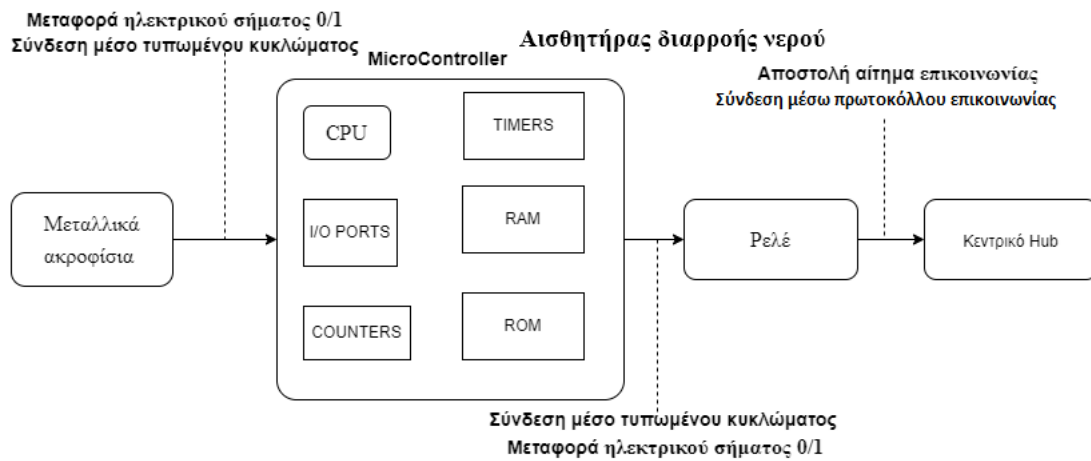 Μεταφορά ηλεκτρικού σήματος 0/1
Σύνδεση μέσο τυπωμένου κυκλώματος
Αισθητήρας διαρροής νερού
MicroController
Αποστολή αίτημα επικοινωνίας
Σύνδεση μέσω πρωτοκόλλου επικοινωνίας
CPU
TIMERS
Μεταλλικά
ακροφίσια
I/O PORTS
RAM
Ρελέ
Κεντρικό Hub
COUNTERS
ROM
Σύνδεση μέσο τυπωμένου κυκλώματος
Μεταφορά ηλεκτρικού σήματος 0/1